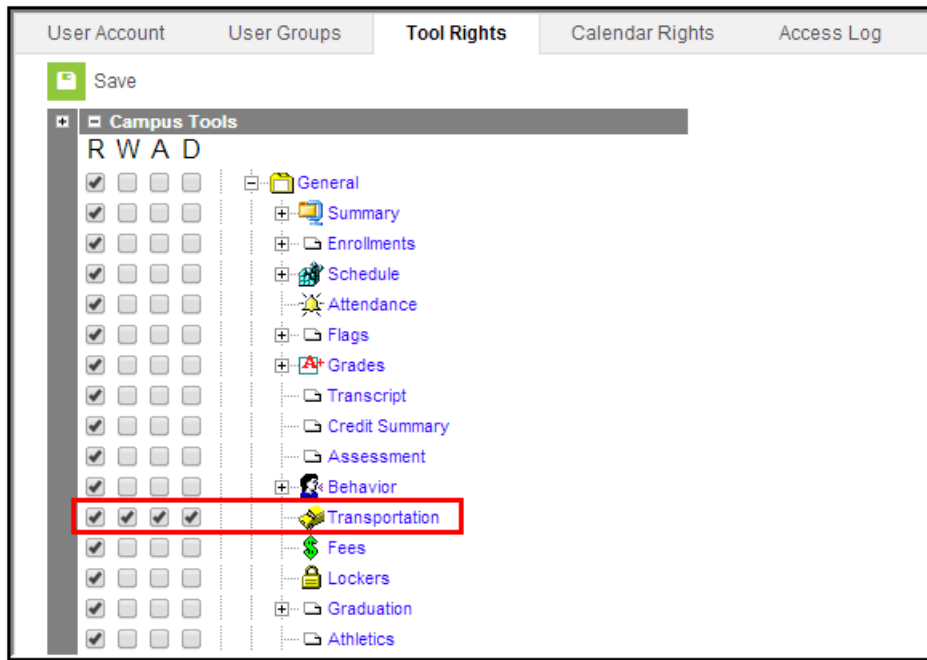 User Account User Groups Tool Rights Calendar Rights Access Log
Save
Campus Tools
R W A D
General
Summary
Enrollments
Schedule
Attendance
Flags
A+ Grades
Transcript
Credit Summary
Assessment
Behavior
Transportation
$ Fees
Lockers
Graduation
Athletics